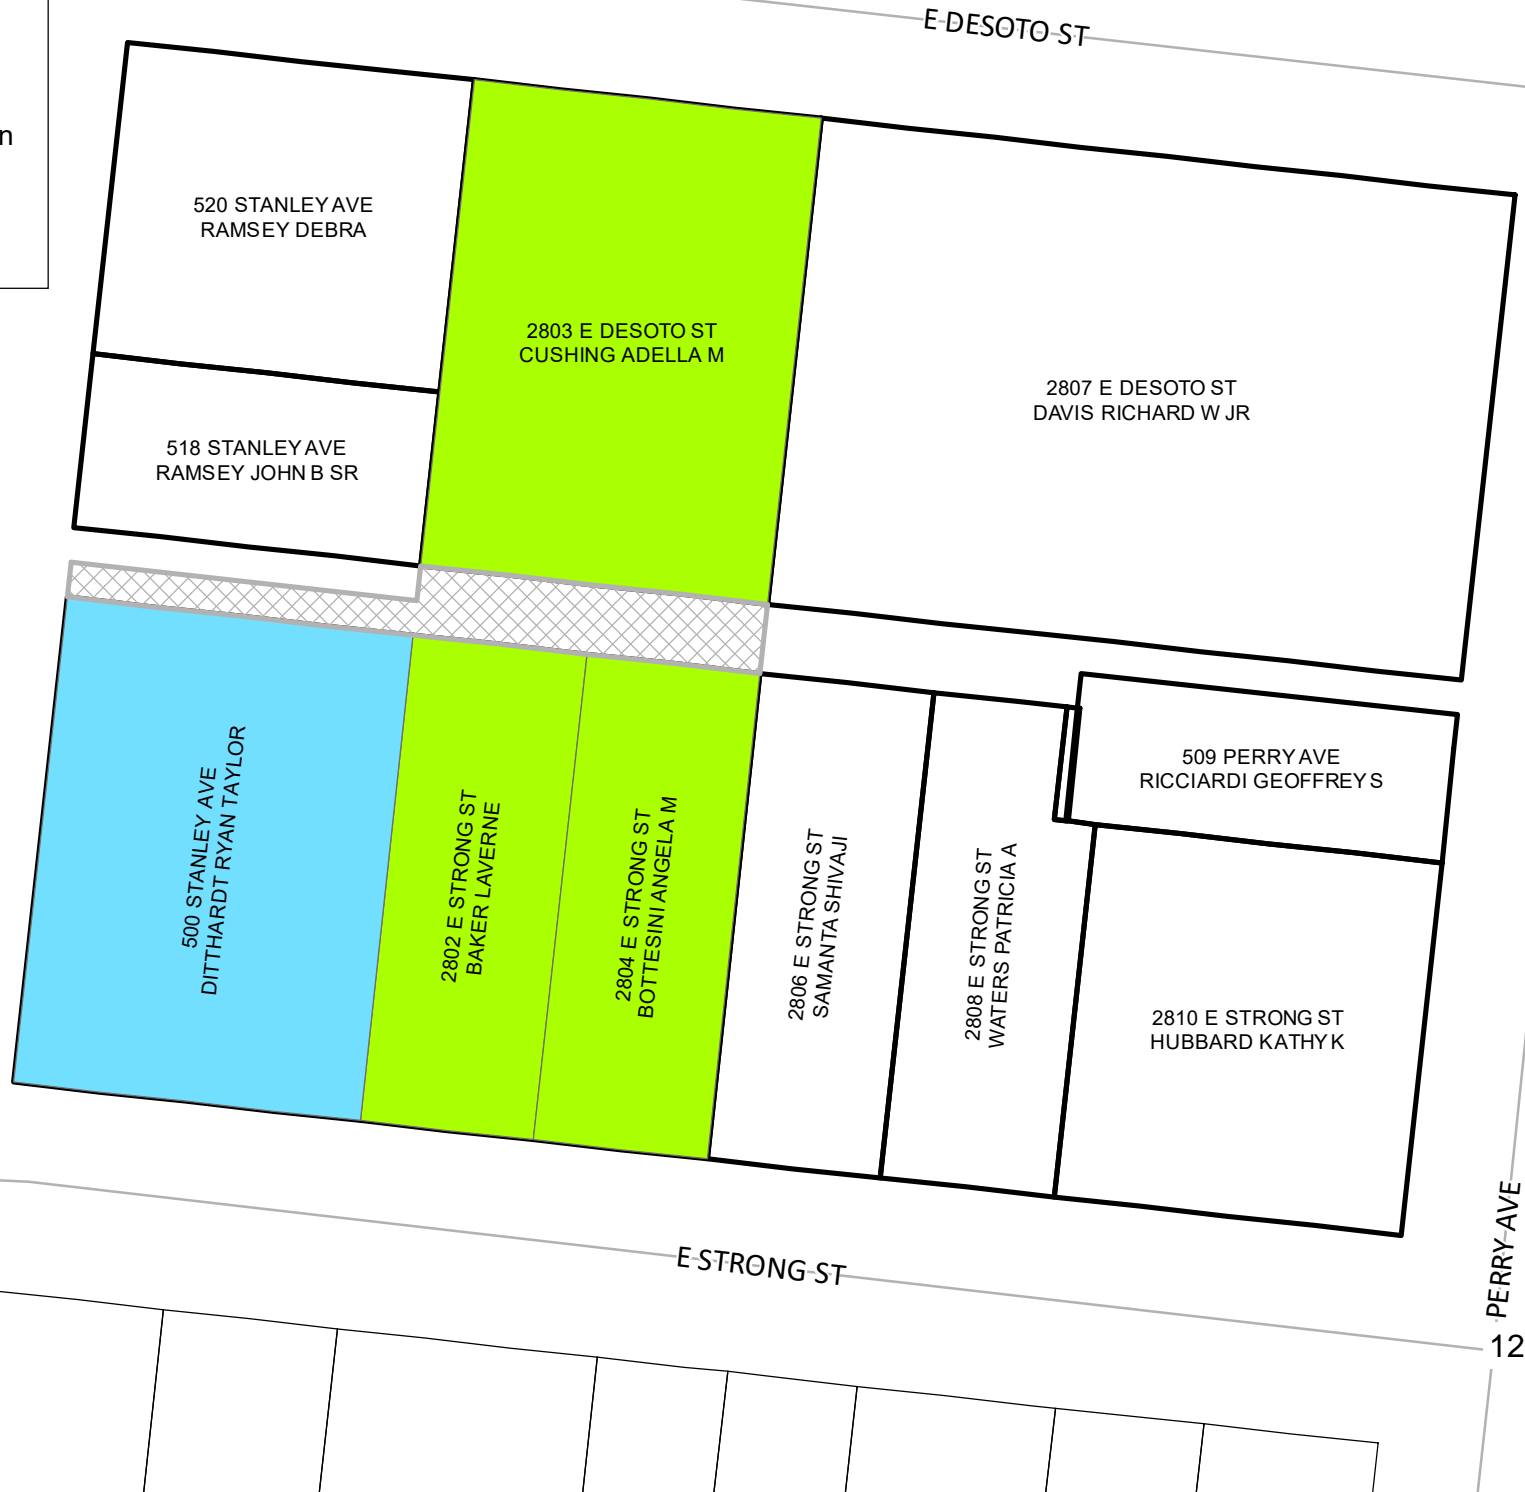 E DESOTO ST
n
520 STANLEY AVE
RAMSEY DEBRA
2803 E DESOTO ST
CUSHING ADELLA M
2807 E DESOTO ST
DAVIS RICHARD W JR
518 STANLEY AVE
RAMSEY JOHN B SR
500 STANLEY AVE
DITTHARDT RYAN TAYLOR
2802 E STRONG ST
BAKER LAVERNE
2804 E STRONG ST
BOTTESINI ANGELA M
2806 E STRONG ST
SAMANTA SHIVAJI
2808 E STRONG ST
WATERS PATRICIA A
509 PERRY AVE
RICCIARDI GEOFFREY S
2810 E STRONG ST
HUBBARD KATHY K
E STRONG ST
PERRY AVE
12